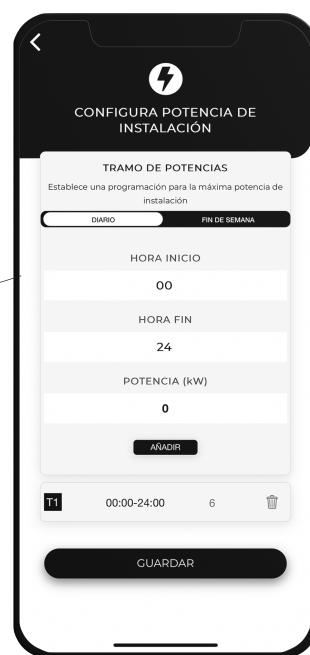 CONFIGURA POTENCIA DE
INSTALACIÓN
TRAMO DE POTENCIAS
Establece una programación para la máxima potencia de
instalación
DIARIO FIN DE SEMANA
HORA INICIO
00
HORA FIN
24
POTENCIA (kW)
0
AÑADIR
T1 00:00-24:00 6
GUARDAR